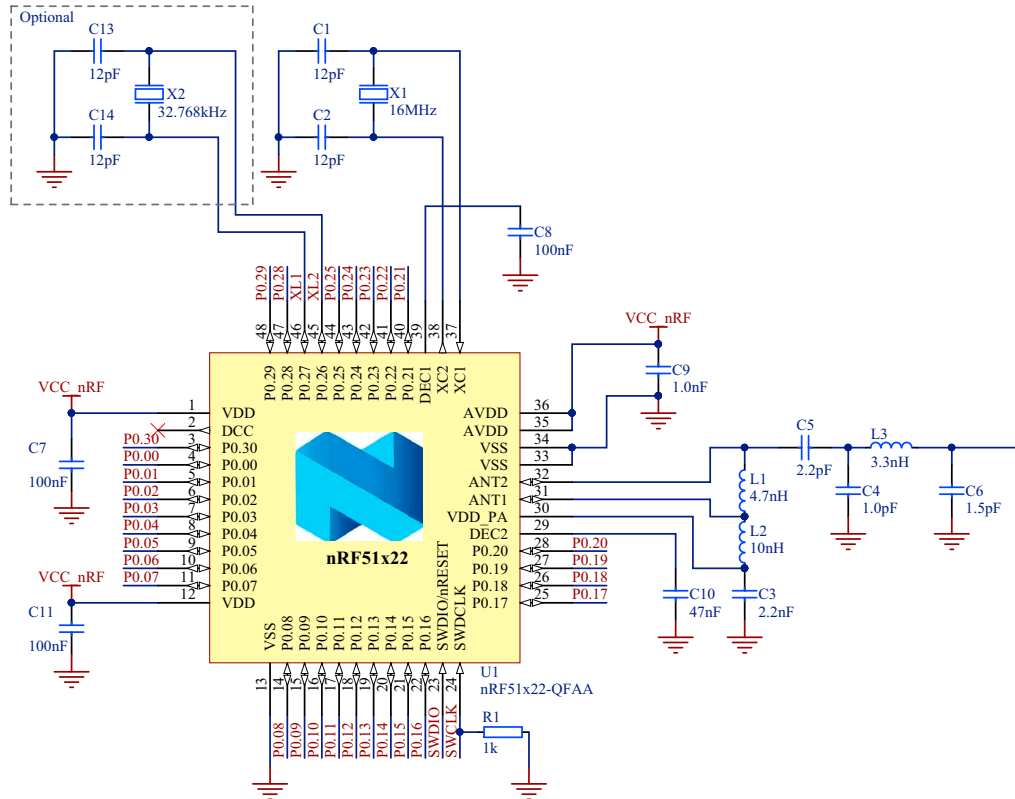 Optional
C13
12pF
X2
32.768kHz
C14
12pF
C1
12pF
X1
16MHz
C2
12pF
C8
100nF
P0.29
P0.28
XL1
XL2
P0.25
P0.24
P0.23
P0.22
P0.21
48
47
46
45
44
43
42
41
40
39
38
37
P0.29
P0.28
P0.27
P0.26
P0.25
P0.24
P0.23
P0.22
P0.21
DEC1
XC2
XC1
VCC_nRF
C9
1.0nF
VCC_nRF
C7
100nF
1 VDD
2 DCC
P0.30 3 P0.30
P0.00 4 P0.00
P0.01 5 P0.01
P0.02 6 P0.02
P0.03 7 P0.03
P0.04 8 P0.04
P0.05 9 P0.05
P0.06 10 P0.06
P0.07 11 P0.07
12 VDD
VCC_nRF
C11
100nF
nRF51x22
AVDD 36
AVDD 35
VSS 34
VSS 33
ANT2 32
ANT1 31
VDD_PA 30
DEC2 29
P0.20 28 P0.20
P0.19 27 P0.19
P0.18 26 P0.18
P0.17 25 P0.17
L1
4.7nH
L2
10nH
C5
2.2pF
L3
3.3nH
C4
1.0pF
C6
1.5pF
C10
47nF
C3
2.2nF
VSS
P0.08
P0.09
P0.10
P0.11
P0.12
P0.13
P0.14
P0.15
P0.16
SWDIO/nRESET
SWDCLK
13
14
15
16
17
18
19
20
21
22
23
24
P0.08
P0.09
P0.10
P0.11
P0.12
P0.13
P0.14
P0.15
P0.16
SWDIO
SWCLK
U1
nRF51x22-QFAA
R1
1k